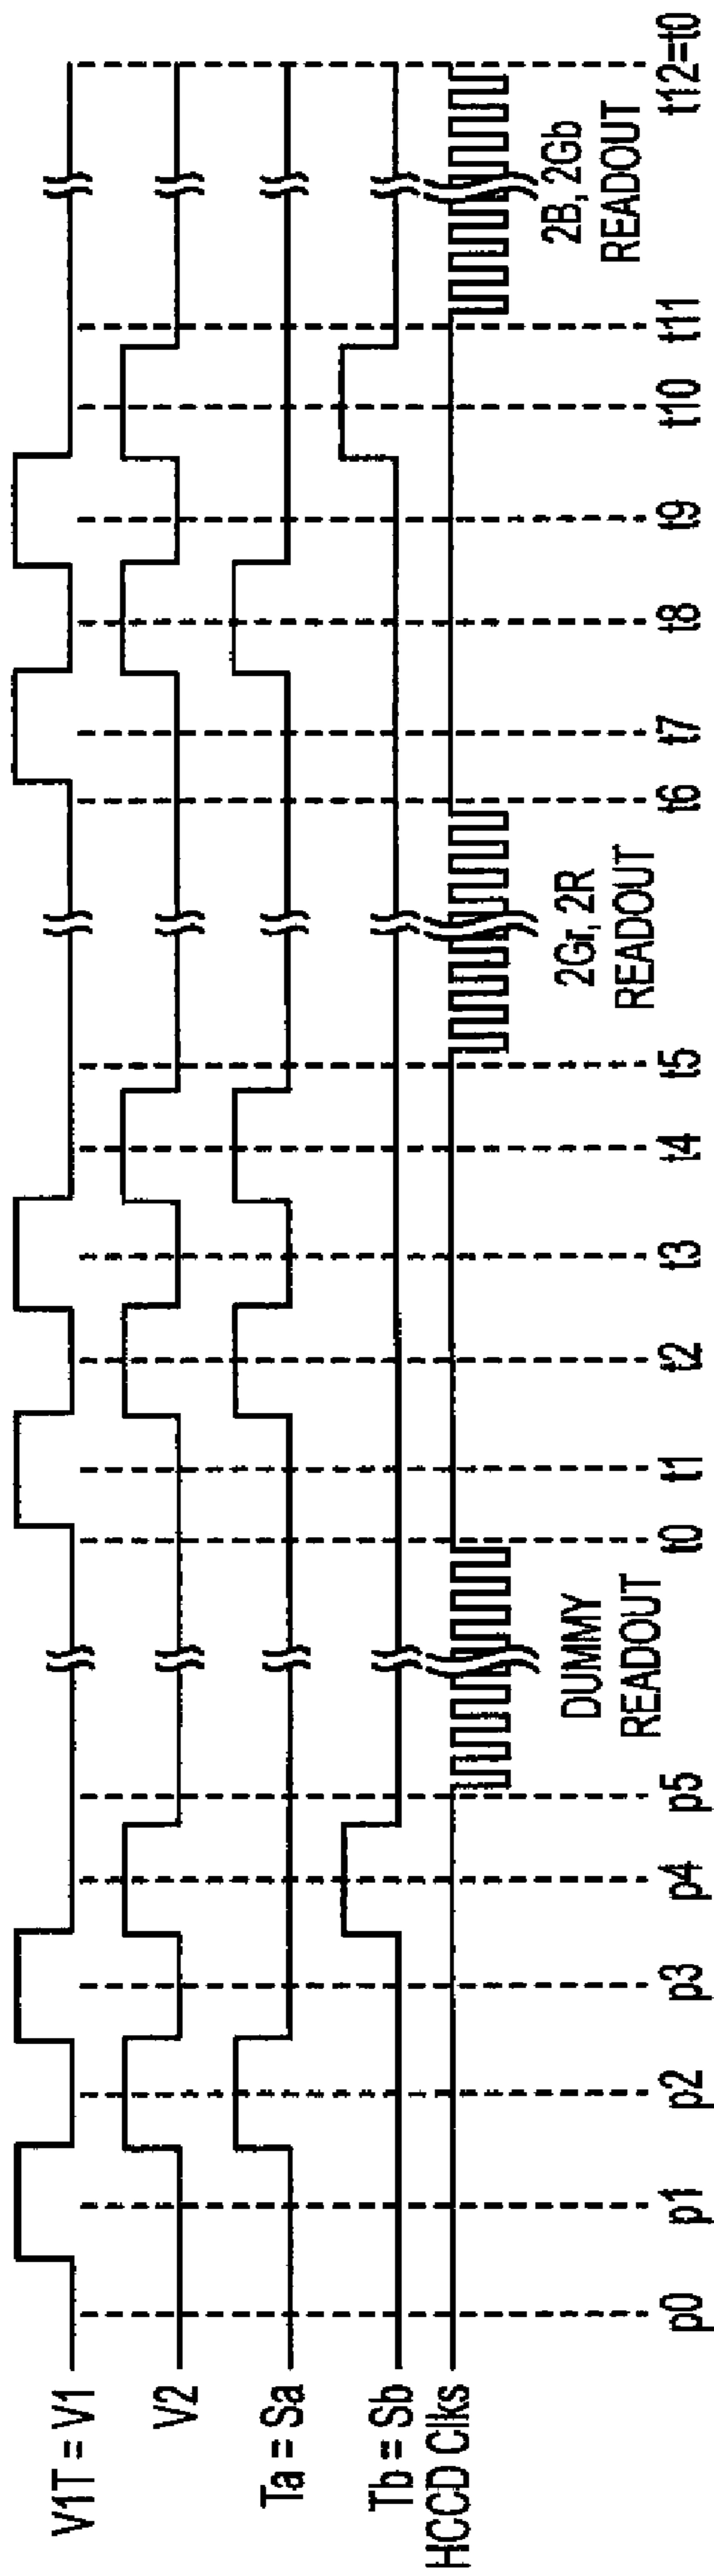 V1T = V1
V2
Ta = Sa
Tb = Sb
HCCD Clks
DUMMY
READOUT
2Gr, 2R
READOUT
2B, 2Gb
READOUT
p0 p1 p2 p3 p4 p5 t0 t1 t2 t3 t4 t5 t6 t7 t8 t9 t10 t11 t12=t0